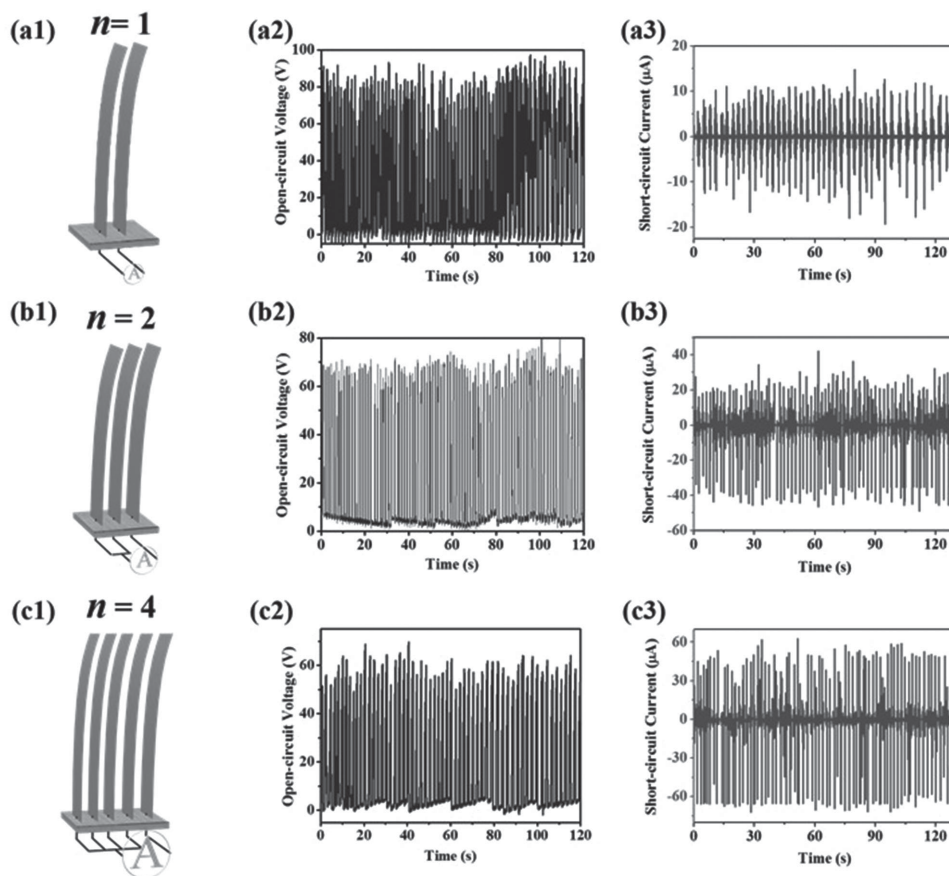 (a1) n= 1
A
(a2)
Open-circuit Voltage (V)
100
80
60
40
20
0
0 20 40 60 80 100 120
Time (s)
(a3)
Short-circuit Current (μA)
20
10
0
-10
-20
0 30 60 90 120
Time (s)
(b1) n = 2
A
(b2)
Open-circuit Voltage (V)
80
60
40
20
0
0 20 40 60 80 100 120
Time (s)
(b3)
Short-circuit Current (μA)
40
20
0
-20
-40
-60
0 30 60 90 120
Time (s)
(c1) n = 4
A
(c2)
Open-circuit Voltage (V)
60
40
20
0
0 20 40 60 80 100 120
Time (s)
(c3)
Short-circuit Current (μA)
60
30
0
-30
-60
0 30 60 90 120
Time (s)